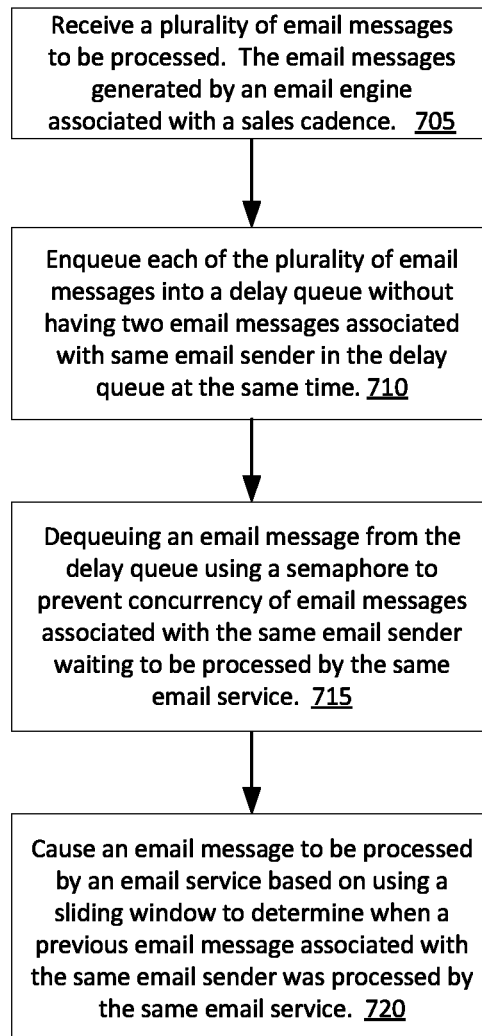 Receive a plurality of email messages
to be processed.  The email messages
generated by an email engine
associated with a sales cadence.  705
Enqueue each of the plurality of email
messages into a delay queue without
having two email messages associated
with same email sender in the delay
queue at the same time. 710
Dequeuing an email message from the
delay queue using a semaphore to
prevent concurrency of email messages
associated with the same email sender
waiting to be processed by the same
email service.  715
Cause an email message to be processed
by an email service based on using a
sliding window to determine when a
previous email message associated with
the same email sender was processed by
the same email service.  720